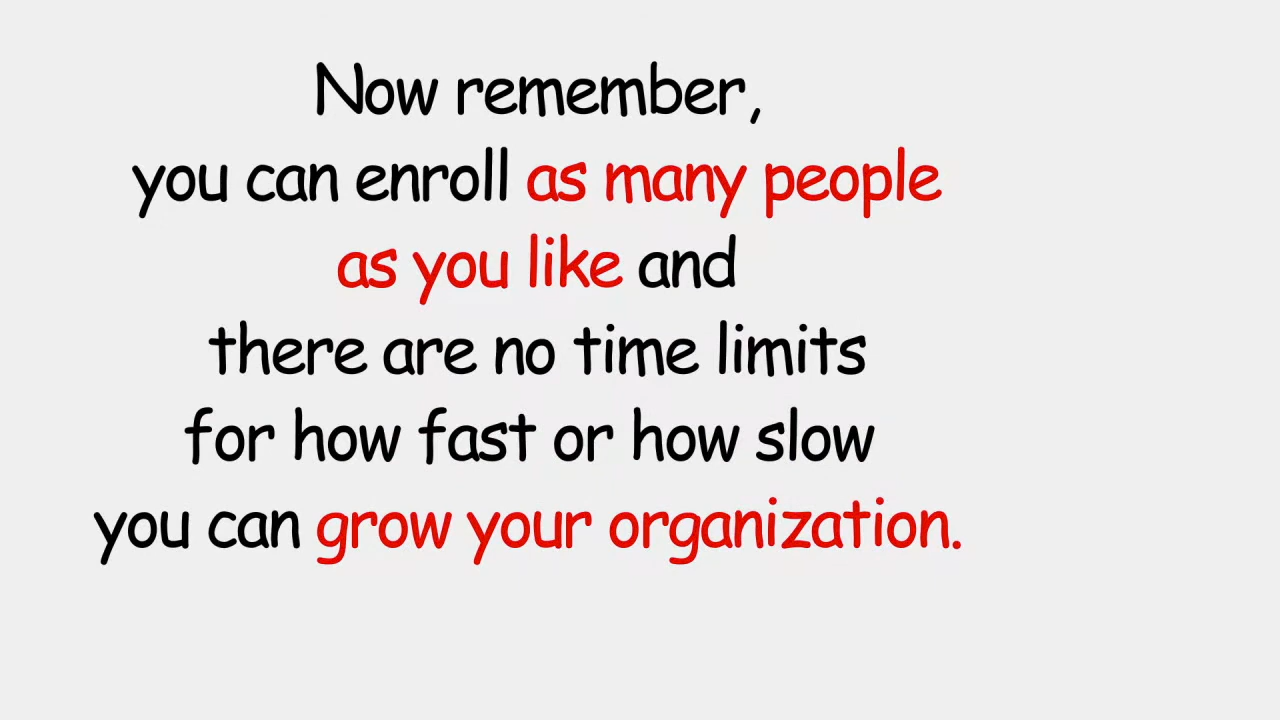 Now remember,
you can enroll as many people
as you like and
there are no time limits
for how fast or how slow
you can grow your organization.